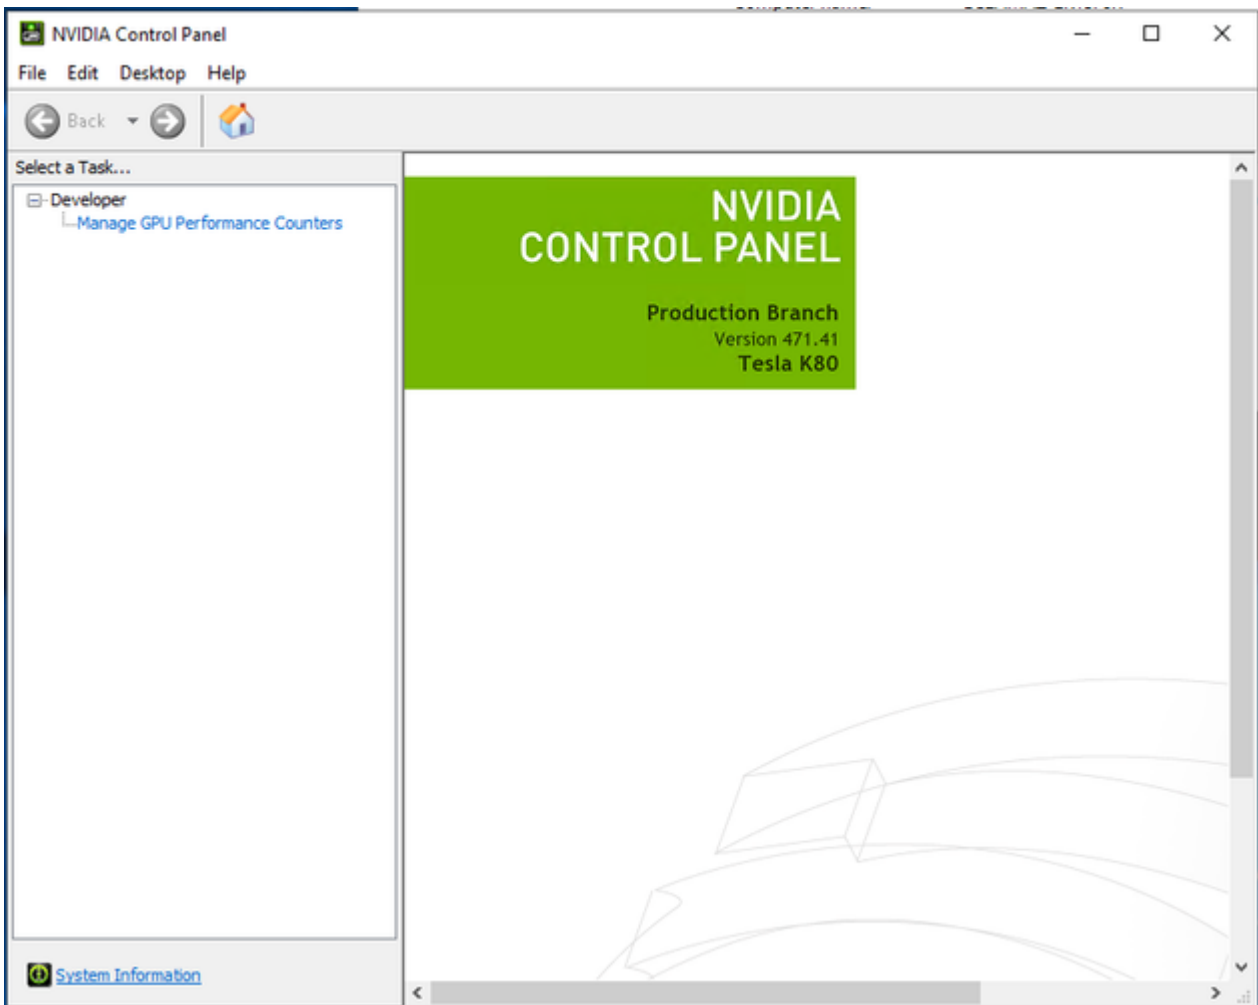 NVIDIA Control Panel
File Edit Desktop Help
Back
Select a Task...
Developer
Manage GPU Performance Counters
NVIDIA
CONTROL PANEL
Production Branch
Version 471.41
Tesla K80
System Information